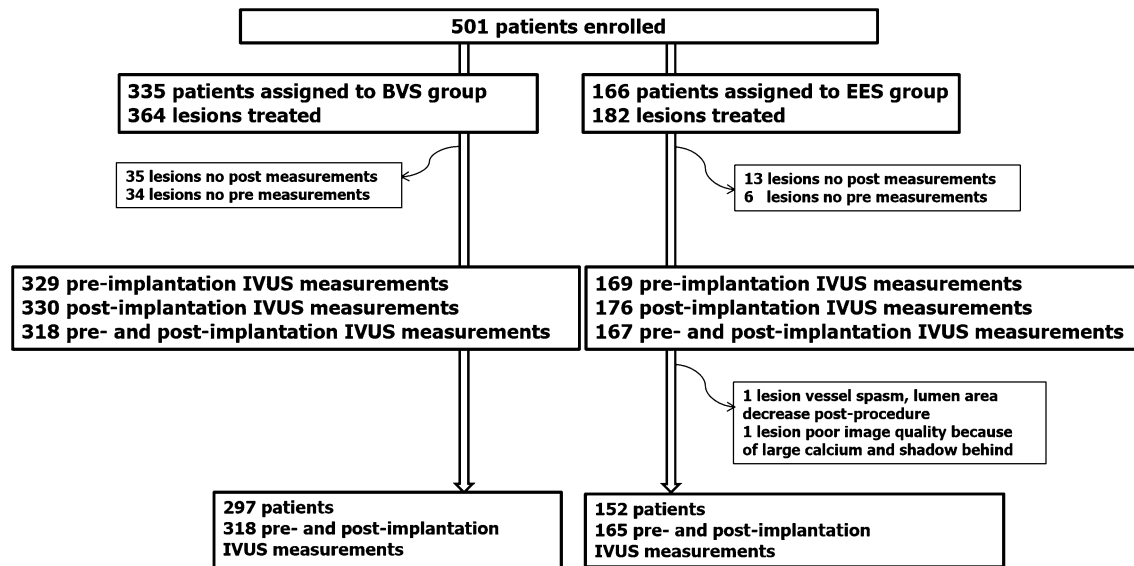 501 patients enrolled
335 patients assigned to BVS group
364 lesions treated
166 patients assigned to EES group
182 lesions treated
35 lesions no post measurements
34 lesions no pre measurements
13 lesions no post measurements
6 lesions no pre measurements
329 pre-implantation IVUS measurements
330 post-implantation IVUS measurements
318 pre- and post-implantation IVUS measurements
169 pre-implantation IVUS measurements
176 post-implantation IVUS measurements
167 pre- and post-implantation IVUS measurements
1 lesion vessel spasm, lumen area
decrease post-procedure
1 lesion poor image quality because
of large calcium and shadow behind
297 patients
318 pre- and post-implantation
IVUS measurements
152 patients
165 pre- and post-implantation
IVUS measurements